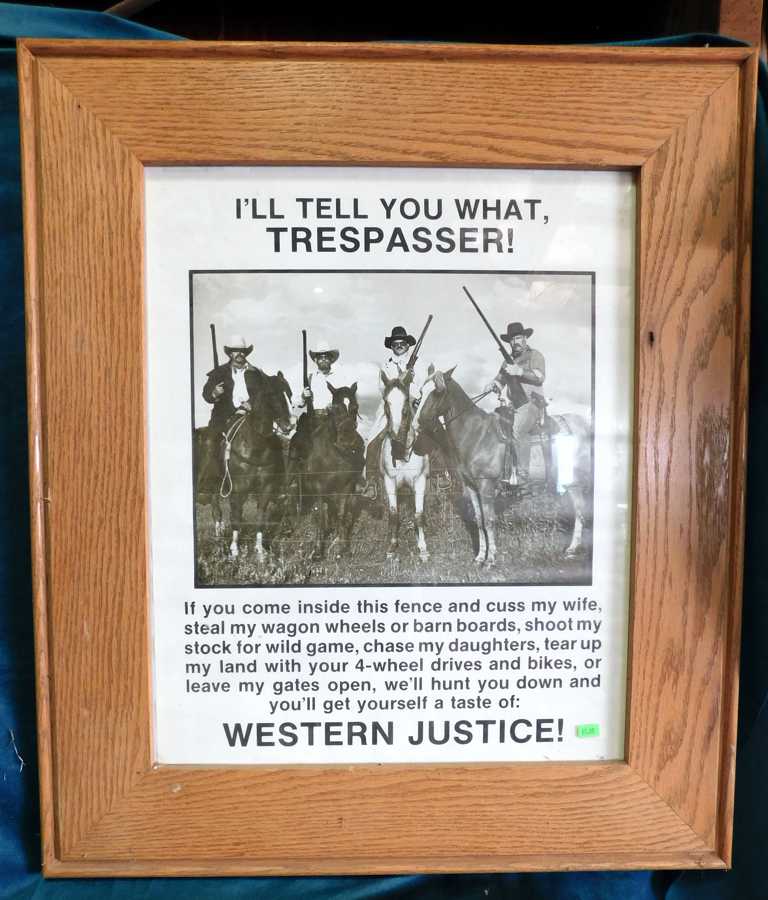 I'LL TELL YOU WHAT,
TRESPASSER!
If you come inside this fence and cuss my wife,
steal my wagon wheels or barn boards, shoot my
stock for wild game, chase my daughters, tear up
my land with your 4-wheel drives and bikes, or
leave my gates open, we'll hunt you down and
you'll get yourself a taste of:
WESTERN JUSTICE!